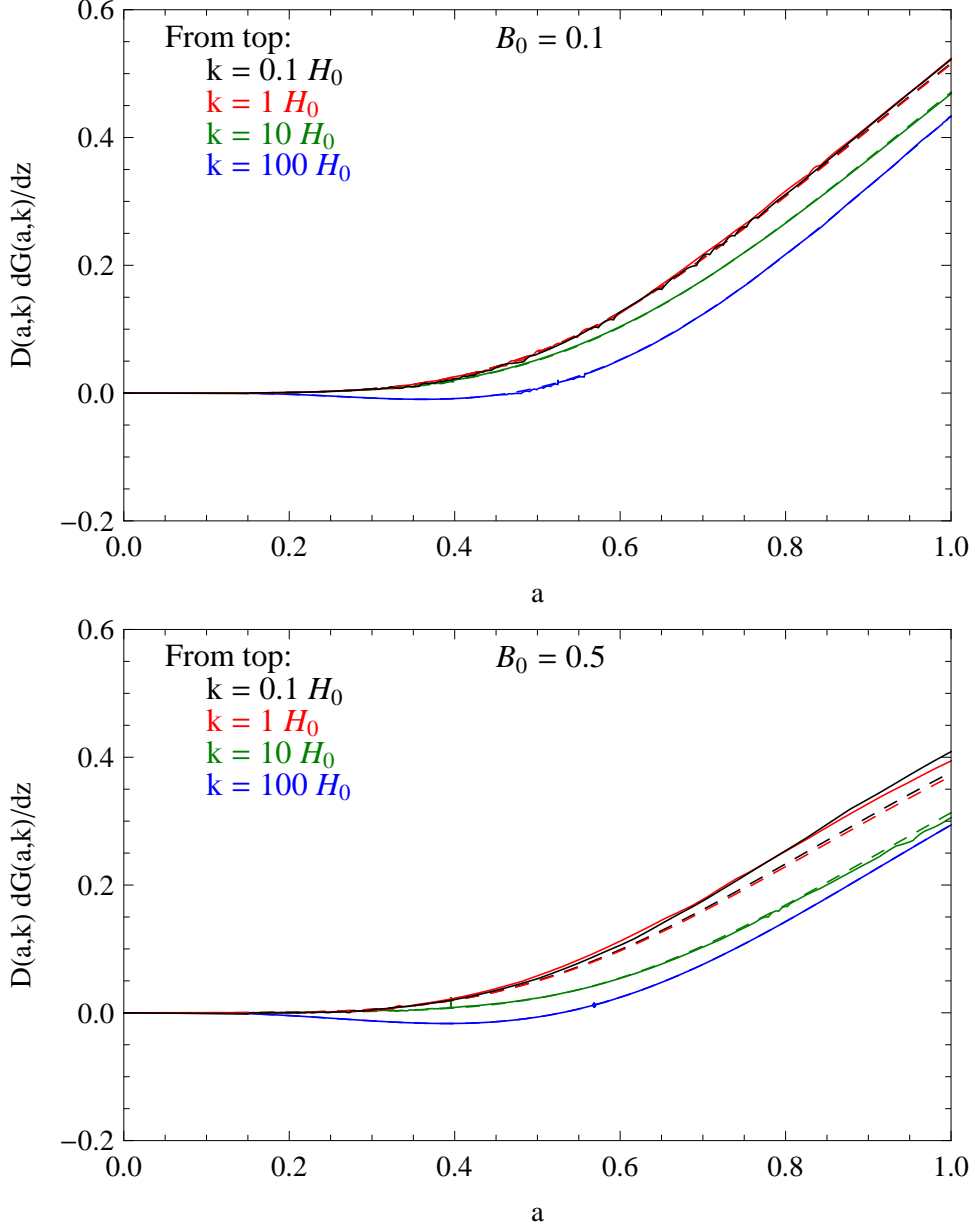 0.6
From top:
B0 = 0.1
k = 0.1 H0
k = 1 H0
k = 10 H0
k = 100 H0
0.4
0.2
0.0
−0.2
D(a,k) dG(a,k)/dz
0.0 0.2 0.4 0.6 0.8 1.0
a
0.6
From top:
B0 = 0.5
k = 0.1 H0
k = 1 H0
k = 10 H0
k = 100 H0
0.4
0.2
0.0
−0.2
D(a,k) dG(a,k)/dz
0.0 0.2 0.4 0.6 0.8 1.0
a